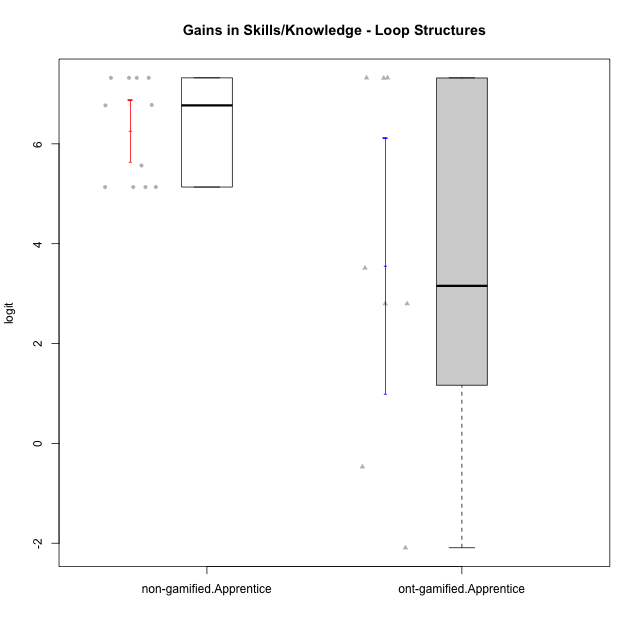 Gains in Skills/Knowledge - Loop Structures
logit
6
4
2
0
-2
non-gamified.Apprentice
ont-gamified.Apprentice